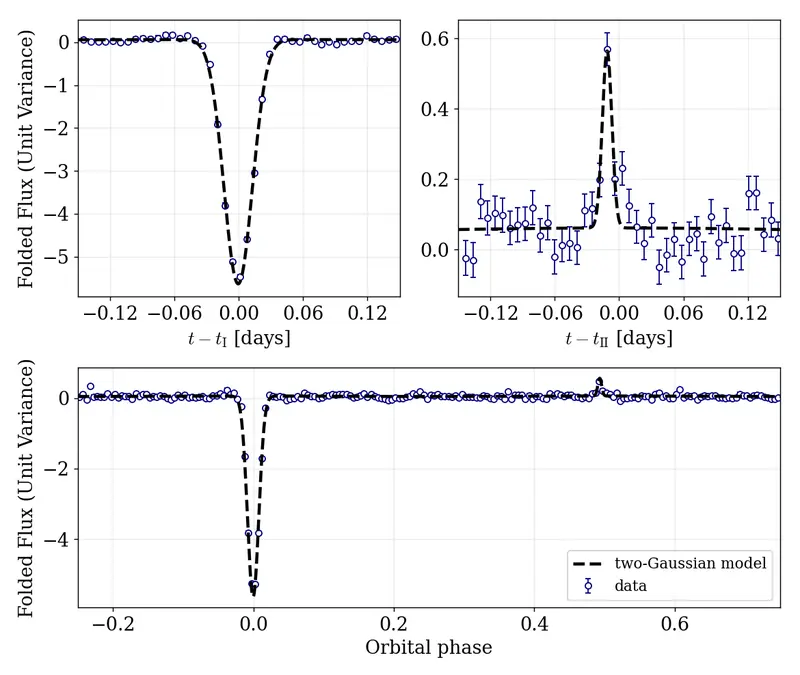 Folded Flux (Unit Variance)
0
−1
−2
−3
−4
−5
−0.12 −0.06 0.00 0.06 0.12
t − tI [days]
0.6
0.4
0.2
0.0
−0.12 −0.06 0.00 0.06 0.12
t − tII [days]
Folded Flux (Unit Variance)
0
−2
−4
two-Gaussian model
data
−0.2 0.0 0.2 0.4 0.6
Orbital phase